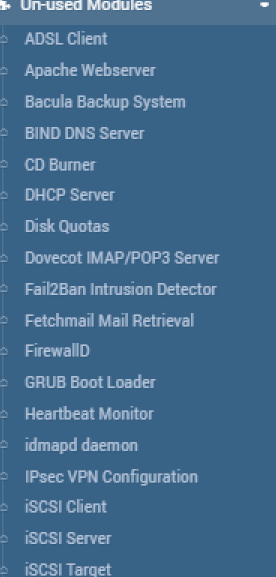 Un-used Modules
ADSL Client
Apache Webserver
Bacula Backup System
BIND DNS Server
CD Burner
DHCP Server
Disk Quotas
Dovecot IMAP/POP3 Server
Fail2Ban Intrusion Detector
Fetchmail Mail Retrieval
FirewallD
GRUB Boot Loader
Heartbeat Monitor
idmapd daemon
IPsec VPN Configuration
iSCSI Client
iSCSI Server
iSCSI Target